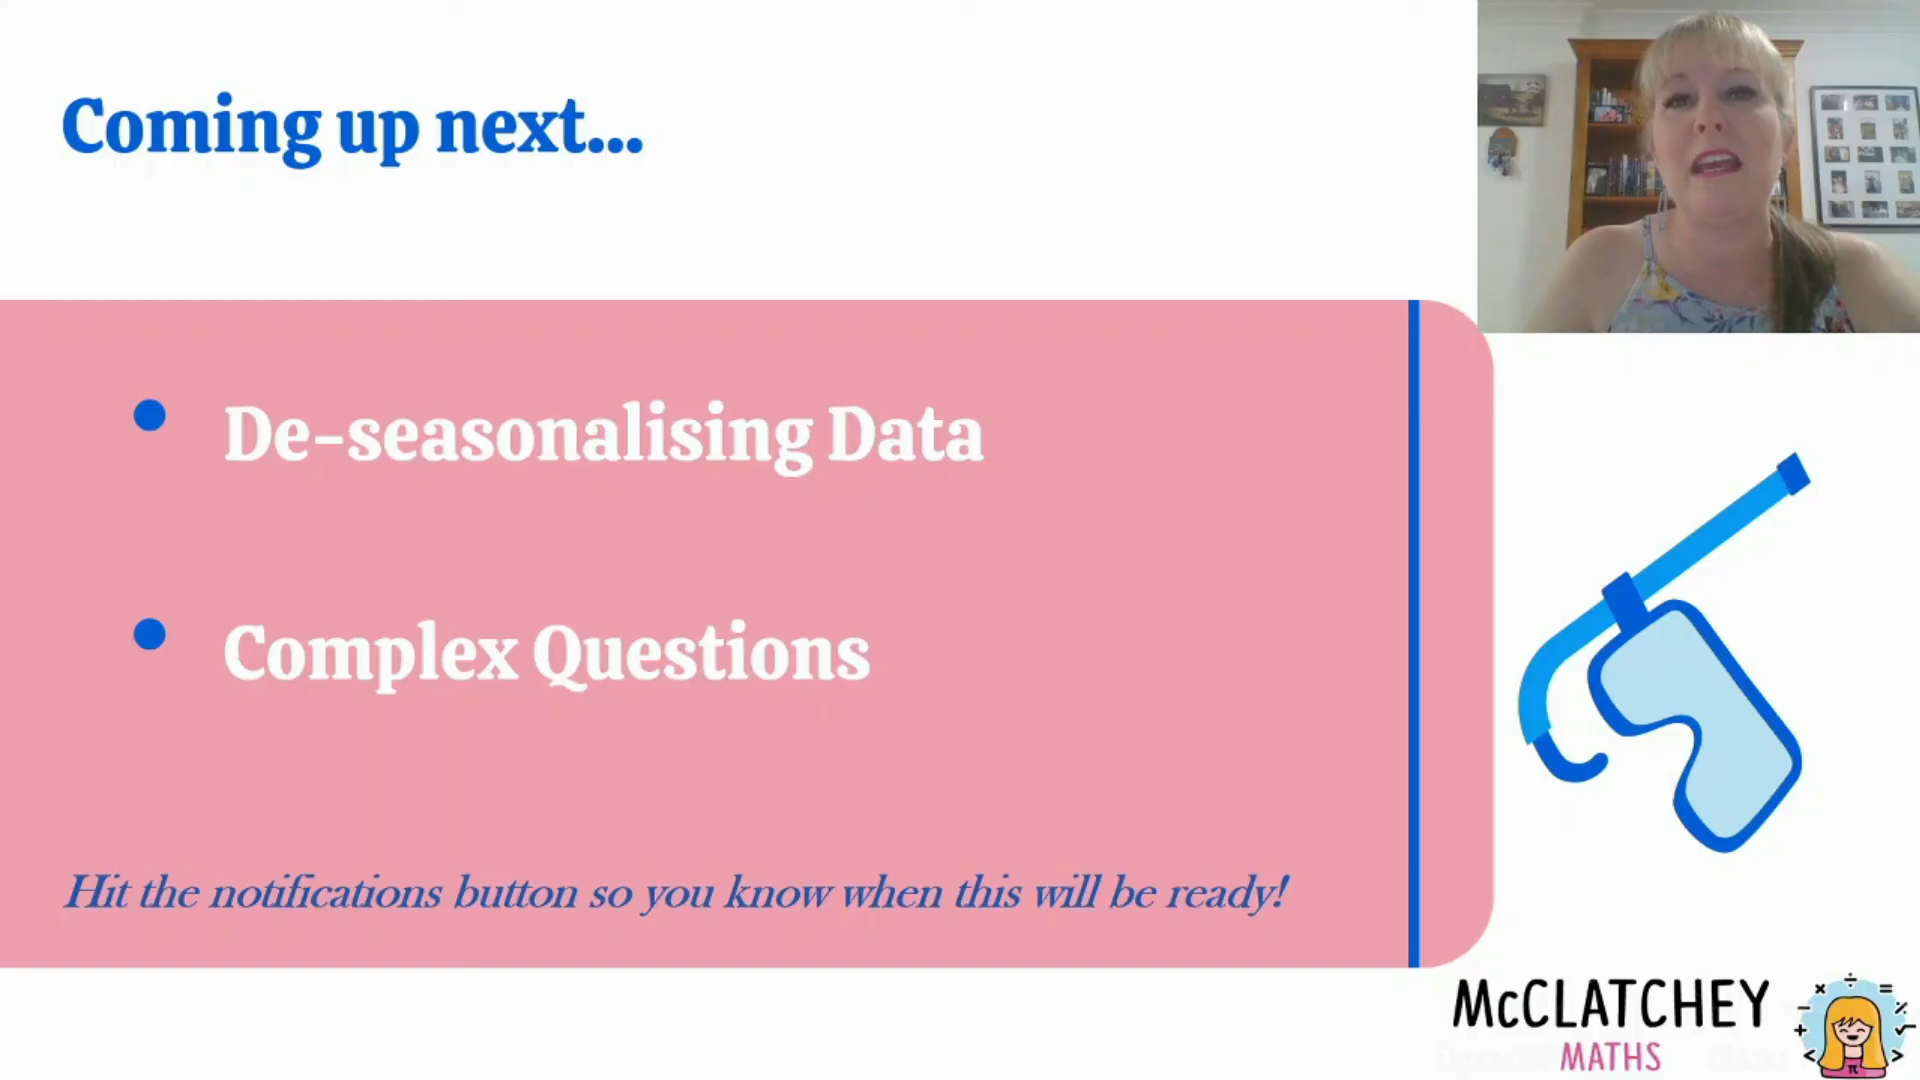 Coming up next...
De-seasonalising Data
Complex Questions
Hit the notifications button so you know when this will be ready!
McCLATCHEY
MATHS